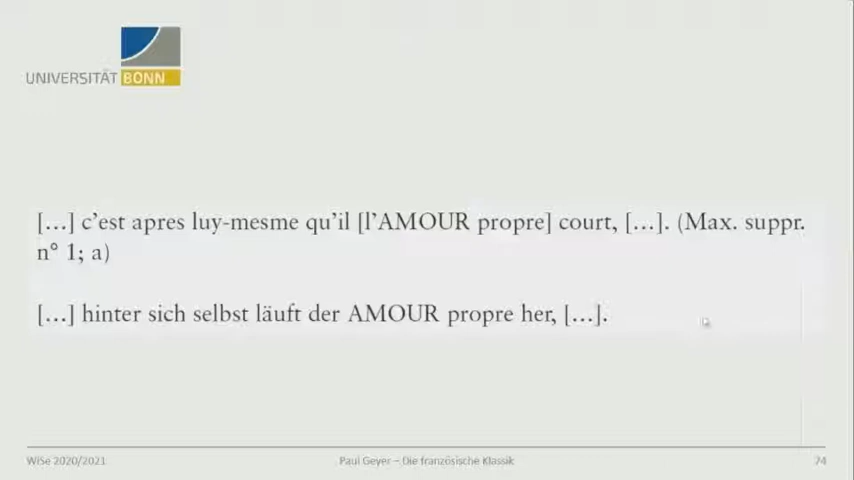 UNIVERSITÄT BONN
[…] c’est apres luy-mesme qu’il [l’AMOUR propre] court, […]. (Max. suppr.
n° 1; a)
[…] hinter sich selbst läuft der AMOUR propre her, […].
WiSe 2020/2021 Paul Geyer – Die französische Klassik 74